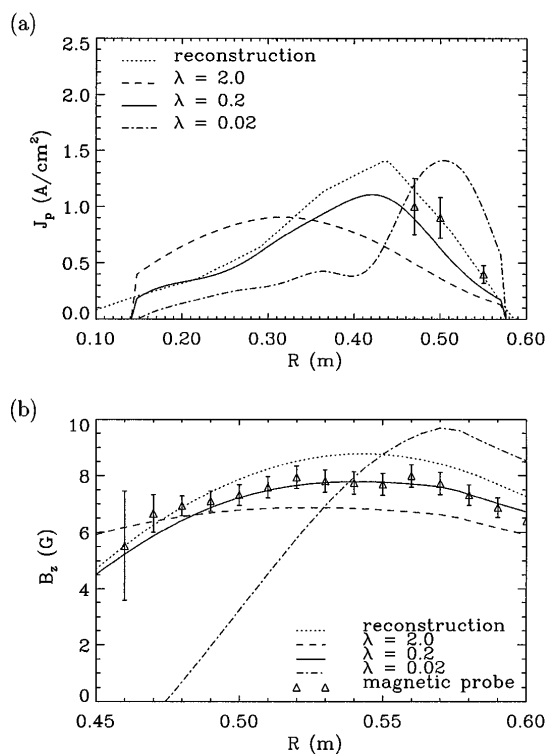 (a)
2.5
reconstruction
λ = 2.0
2.0
λ = 0.2
λ = 0.02
1.5
J_p (A/cm²)
1.0
0.5
0.0
0.10 0.20 0.30 0.40 0.50 0.60
R (m)
(b)
10
8
6
B_z (G)
4
reconstruction
λ = 2.0
2
λ = 0.2
λ = 0.02
magnetic probe
0
0.45 0.50 0.55 0.60
R (m)